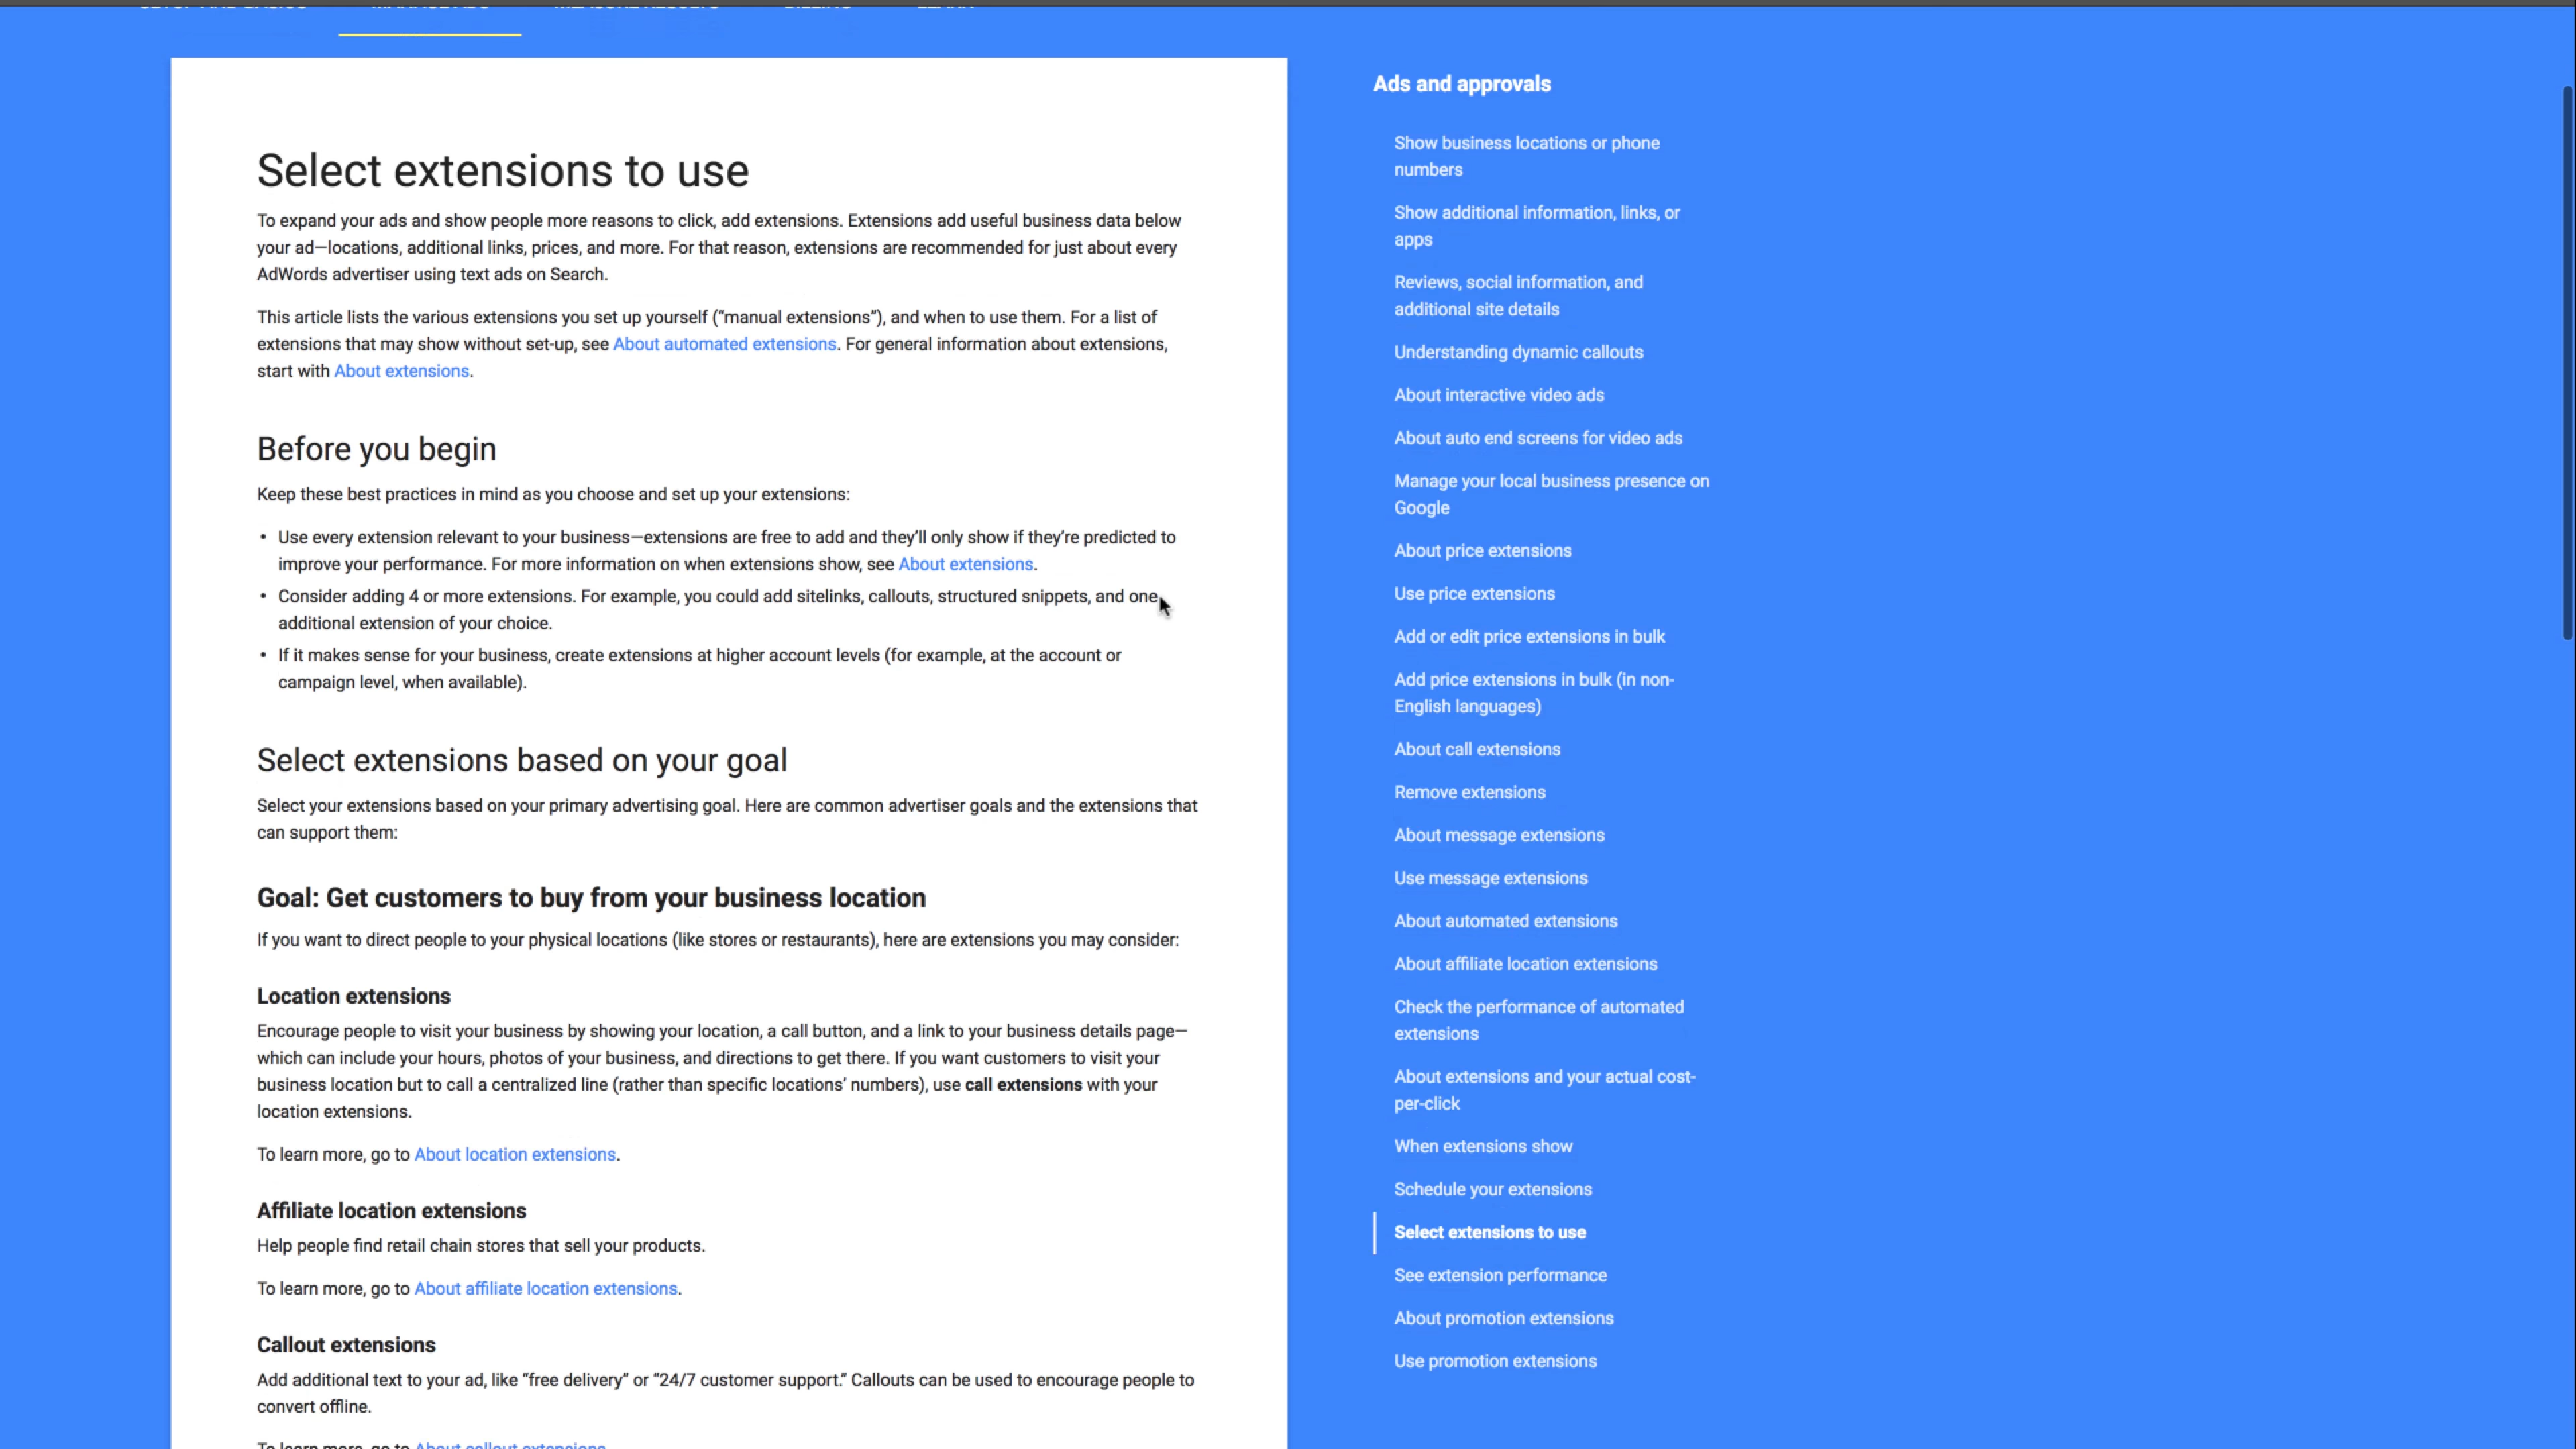 Select extensions to use
To expand your ads and show people more reasons to click, add extensions. Extensions add useful business data below
your ad—locations, additional links, prices, and more. For that reason, extensions are recommended for just about every
AdWords advertiser using text ads on Search.
This article lists the various extensions you set up yourself (“manual extensions”), and when to use them. For a list of
extensions that may show without set-up, see About automated extensions. For general information about extensions,
start with About extensions.
Before you begin
Keep these best practices in mind as you choose and set up your extensions:
• Use every extension relevant to your business—extensions are free to add and they’ll only show if they’re predicted to
improve your performance. For more information on when extensions show, see About extensions.
• Consider adding 4 or more extensions. For example, you could add sitelinks, callouts, structured snippets, and one
additional extension of your choice.
• If it makes sense for your business, create extensions at higher account levels (for example, at the account or
campaign level, when available).
Select extensions based on your goal
Select your extensions based on your primary advertising goal. Here are common advertiser goals and the extensions that
can support them:
Goal: Get customers to buy from your business location
If you want to direct people to your physical locations (like stores or restaurants), here are extensions you may consider:
Location extensions
Encourage people to visit your business by showing your location, a call button, and a link to your business details page—
which can include your hours, photos of your business, and directions to get there. If you want customers to visit your
business location but to call a centralized line (rather than specific locations’ numbers), use call extensions with your
location extensions.
To learn more, go to About location extensions.
Affiliate location extensions
Help people find retail chain stores that sell your products.
To learn more, go to About affiliate location extensions.
Callout extensions
Add additional text to your ad, like “free delivery” or “24/7 customer support.” Callouts can be used to encourage people to
convert offline.
To learn more, go to About callout extensions
Ads and approvals
Show business locations or phone
numbers
Show additional information, links, or
apps
Reviews, social information, and
additional site details
Understanding dynamic callouts
About interactive video ads
About auto end screens for video ads
Manage your local business presence on
Google
About price extensions
Use price extensions
Add or edit price extensions in bulk
Add price extensions in bulk (in non-
English languages)
About call extensions
Remove extensions
About message extensions
Use message extensions
About automated extensions
About affiliate location extensions
Check the performance of automated
extensions
About extensions and your actual cost-
per-click
When extensions show
Schedule your extensions
Select extensions to use
See extension performance
About promotion extensions
Use promotion extensions